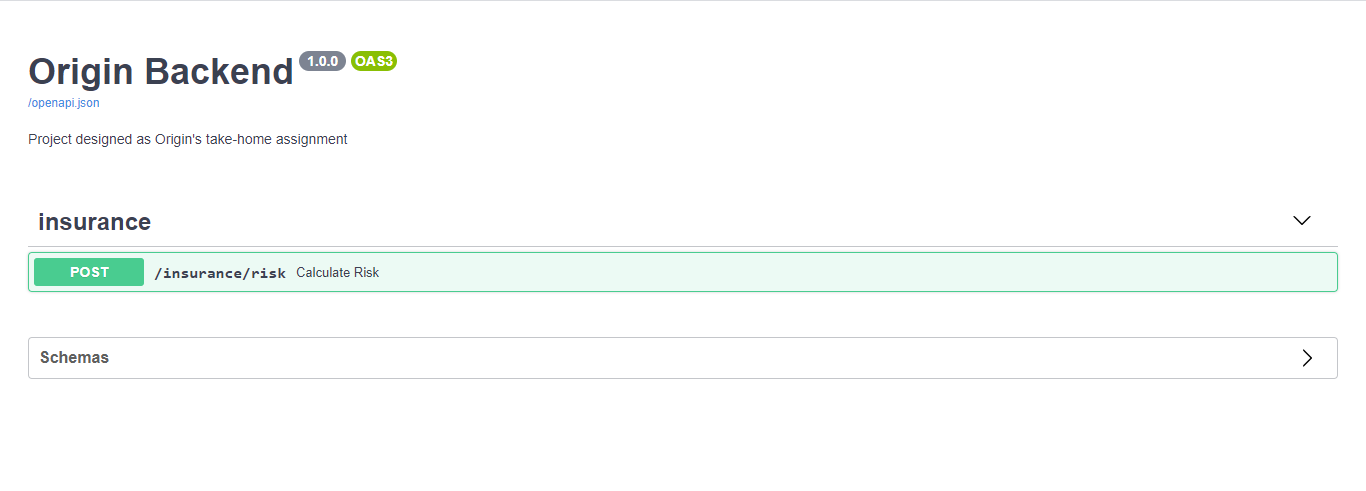 Origin Backend 1.0.0 OAS3
/openapi.json
Project designed as Origin's take-home assignment
insurance
POST /insurance/risk Calculate Risk
Schemas